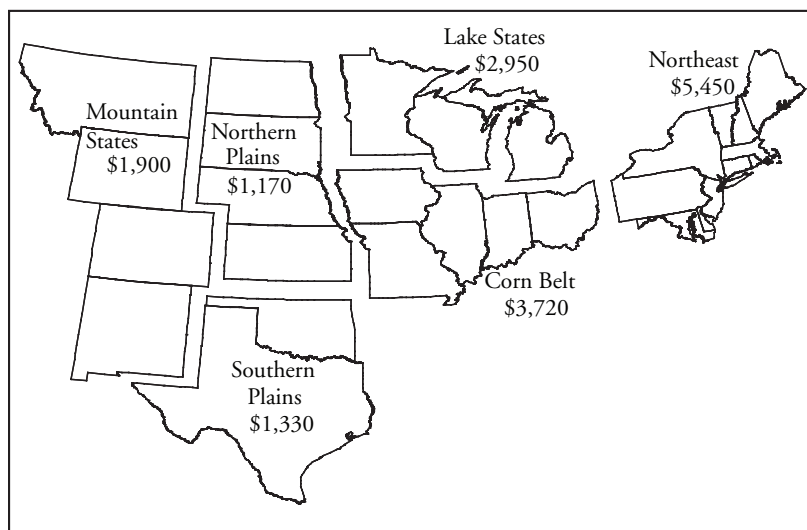 Lake States
$2,950
Northeast
$5,450
Mountain
States
$1,900
Northern
Plains
$1,170
Corn Belt
$3,720
Southern
Plains
$1,330